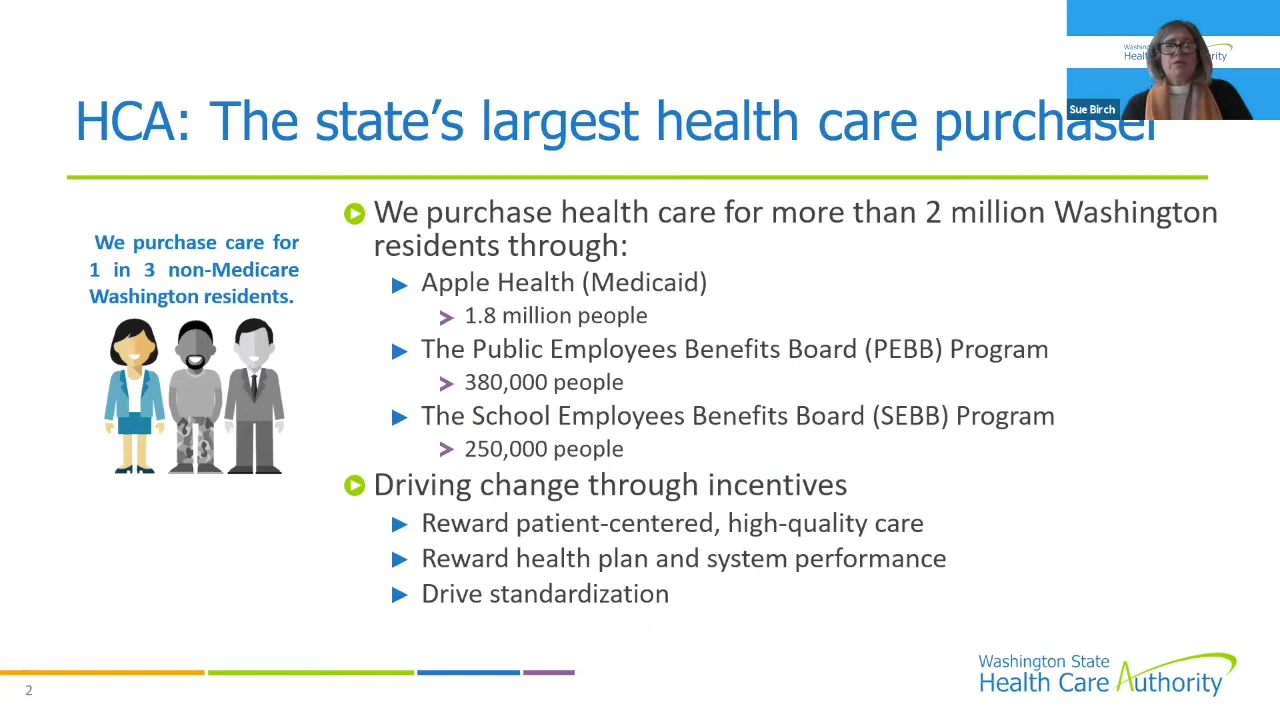 HCA: The state's largest health care purchaser
Washing
Heal
ity
Sue Birch
We purchase care for
1 in 3 non-Medicare
Washington residents.
We purchase health care for more than 2 million Washington
residents through:
Apple Health (Medicaid)
1.8 million people
The Public Employees Benefits Board (PEBB) Program
380,000 people
The School Employees Benefits Board (SEBB) Program
250,000 people
Driving change through incentives
Reward patient-centered, high-quality care
Reward health plan and system performance
Drive standardization
2
Washington State
Health Care Authority